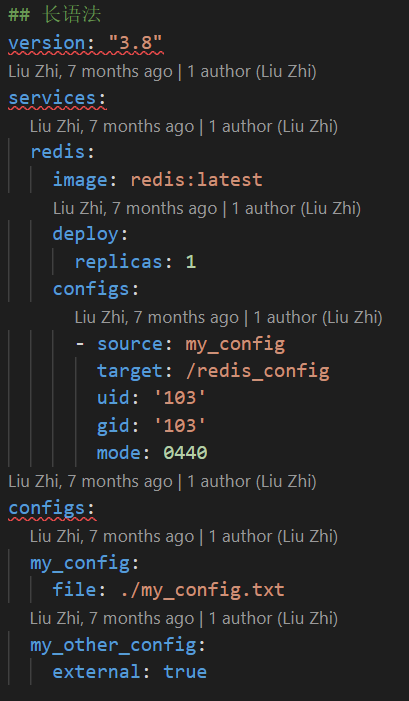 ## 长语法
version: "3.8"
Liu Zhi, 7 months ago | 1 author (Liu Zhi)
services:
Liu Zhi, 7 months ago | 1 author (Liu Zhi)
redis:
image: redis:latest
Liu Zhi, 7 months ago | 1 author (Liu Zhi)
deploy:
replicas: 1
configs:
Liu Zhi, 7 months ago | 1 author (Liu Zhi)
- source: my_config
target: /redis_config
uid: '103'
gid: '103'
mode: 0440
Liu Zhi, 7 months ago | 1 author (Liu Zhi)
configs:
Liu Zhi, 7 months ago | 1 author (Liu Zhi)
my_config:
file: ./my_config.txt
Liu Zhi, 7 months ago | 1 author (Liu Zhi)
my_other_config:
external: true